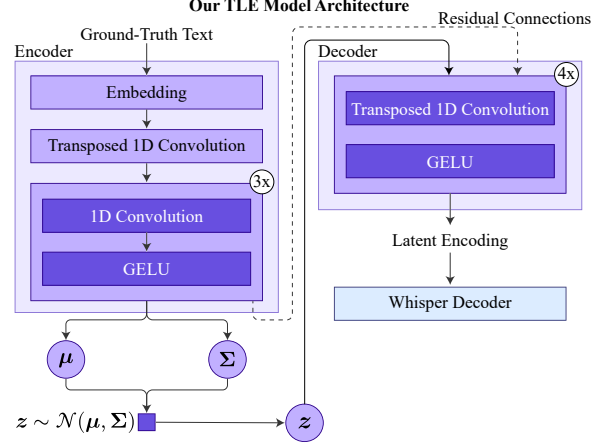 Our TLE Model Architecture
Residual Connections
Ground-Truth Text
Encoder
Embedding
Transposed 1D Convolution
3x
1D Convolution
GELU
μ
Σ
z ∼ 𝒩(μ, Σ)
z
Decoder
4x
Transposed 1D Convolution
GELU
Latent Encoding
Whisper Decoder